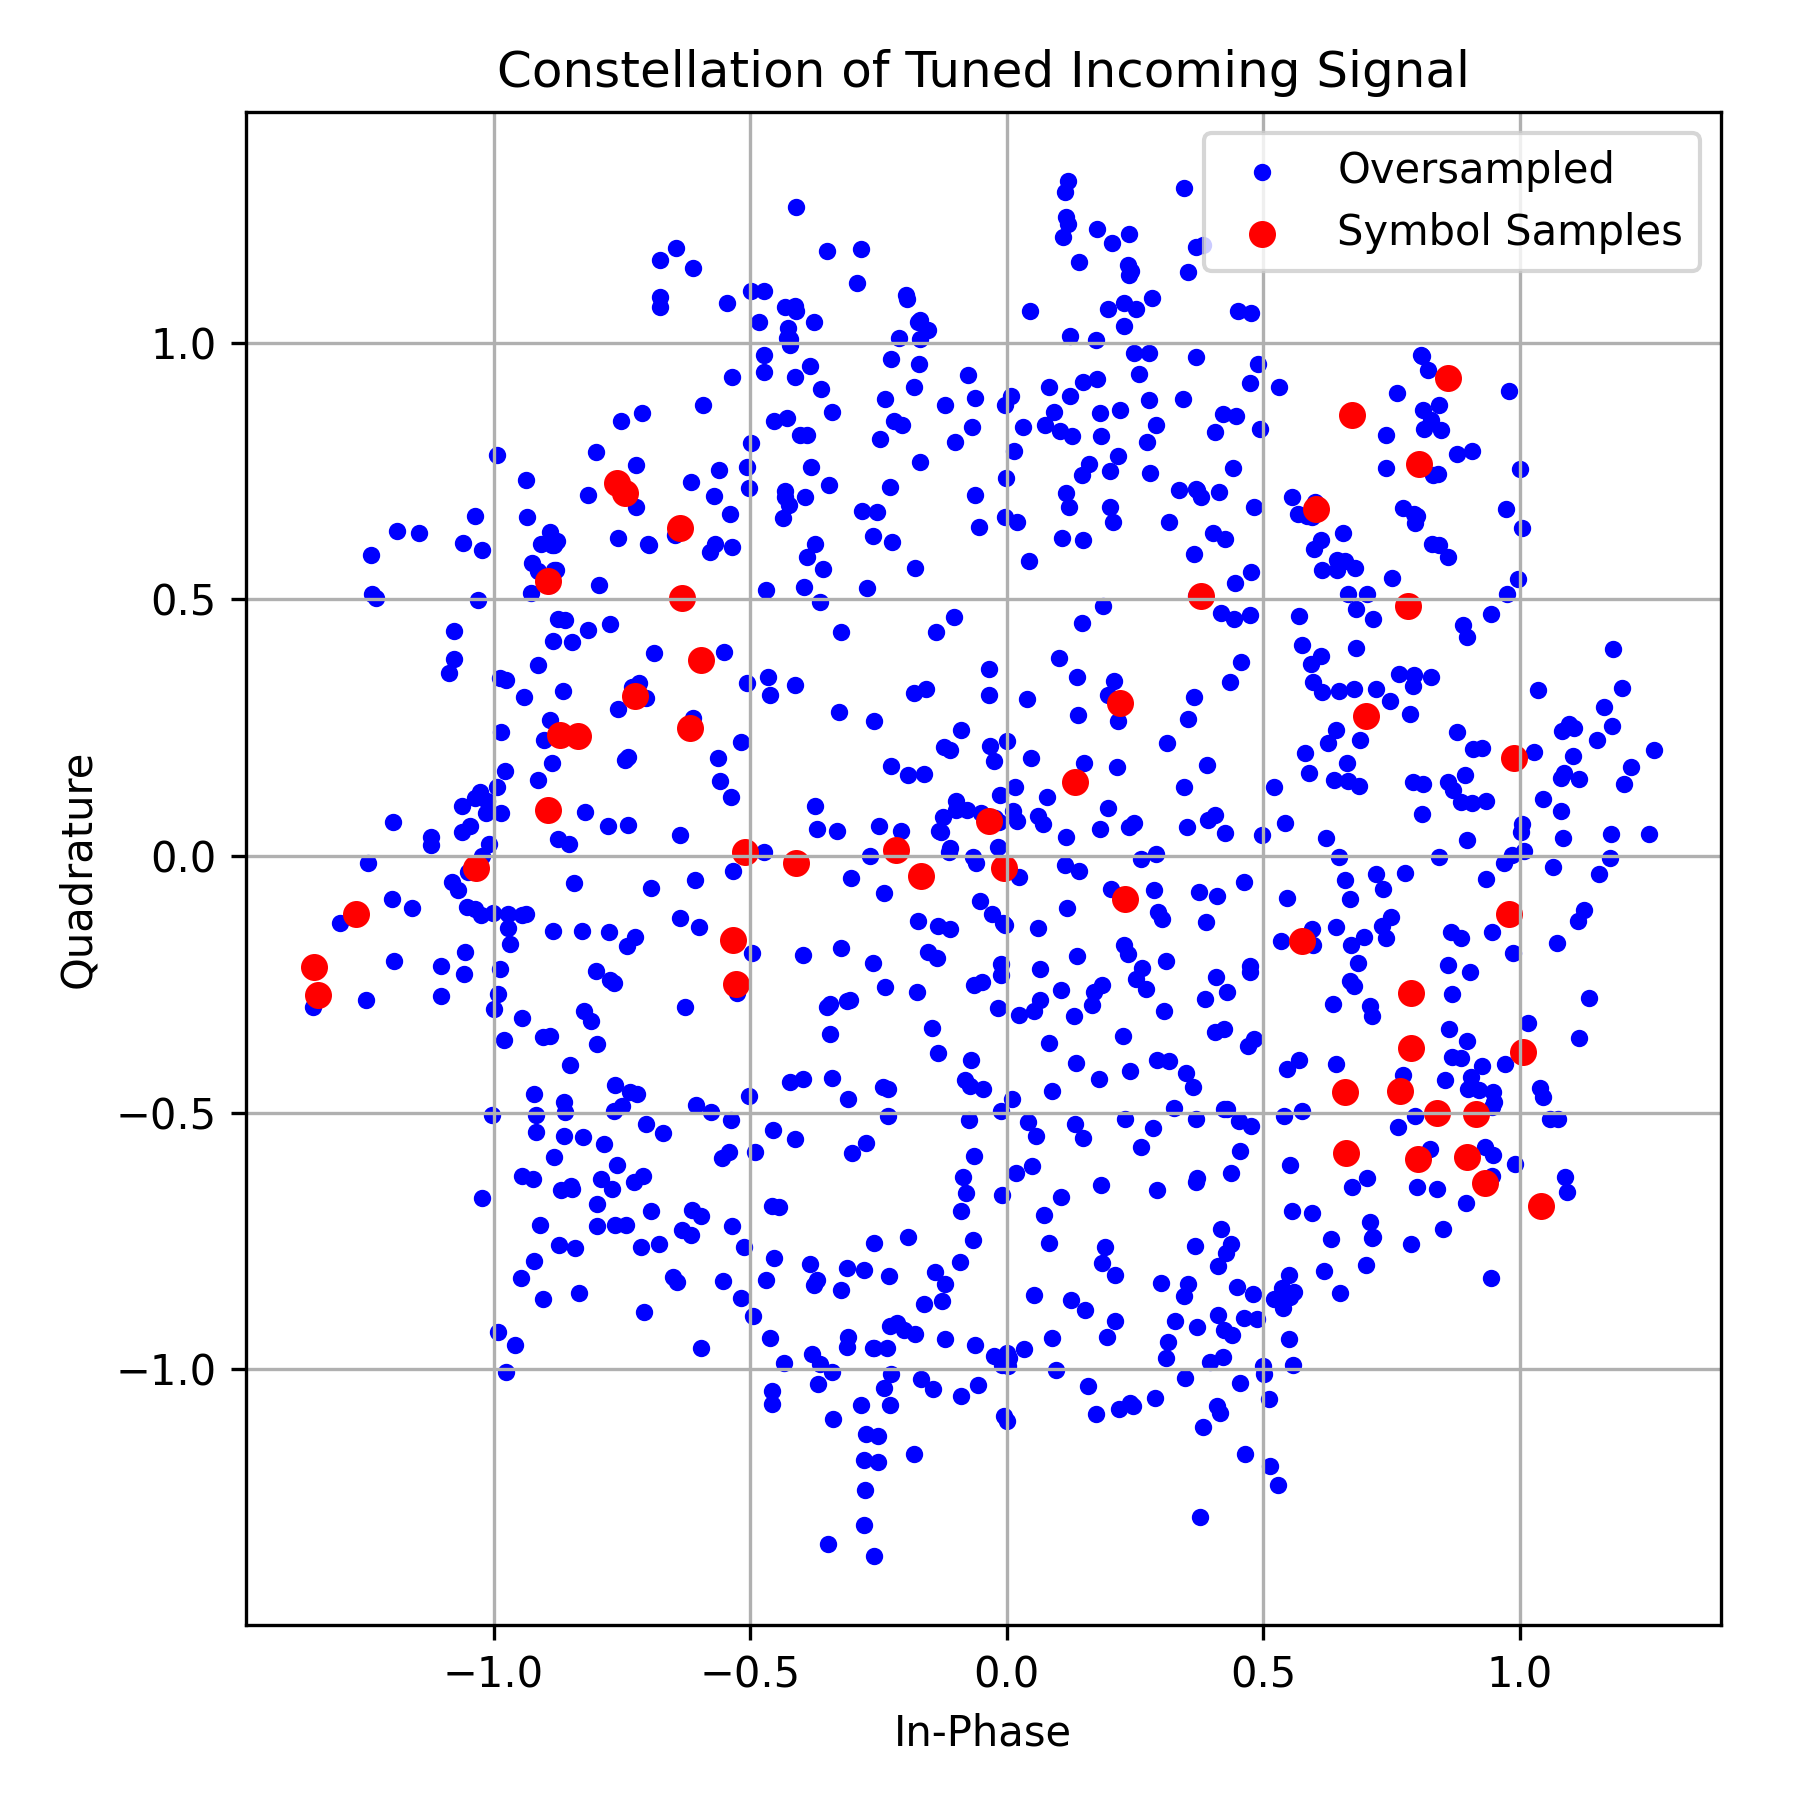 Constellation of Tuned Incoming Signal
Oversampled
Symbol Samples
1.0
0.5
0.0
−0.5
−1.0
Quadrature
−1.0 −0.5 0.0 0.5 1.0
In-Phase